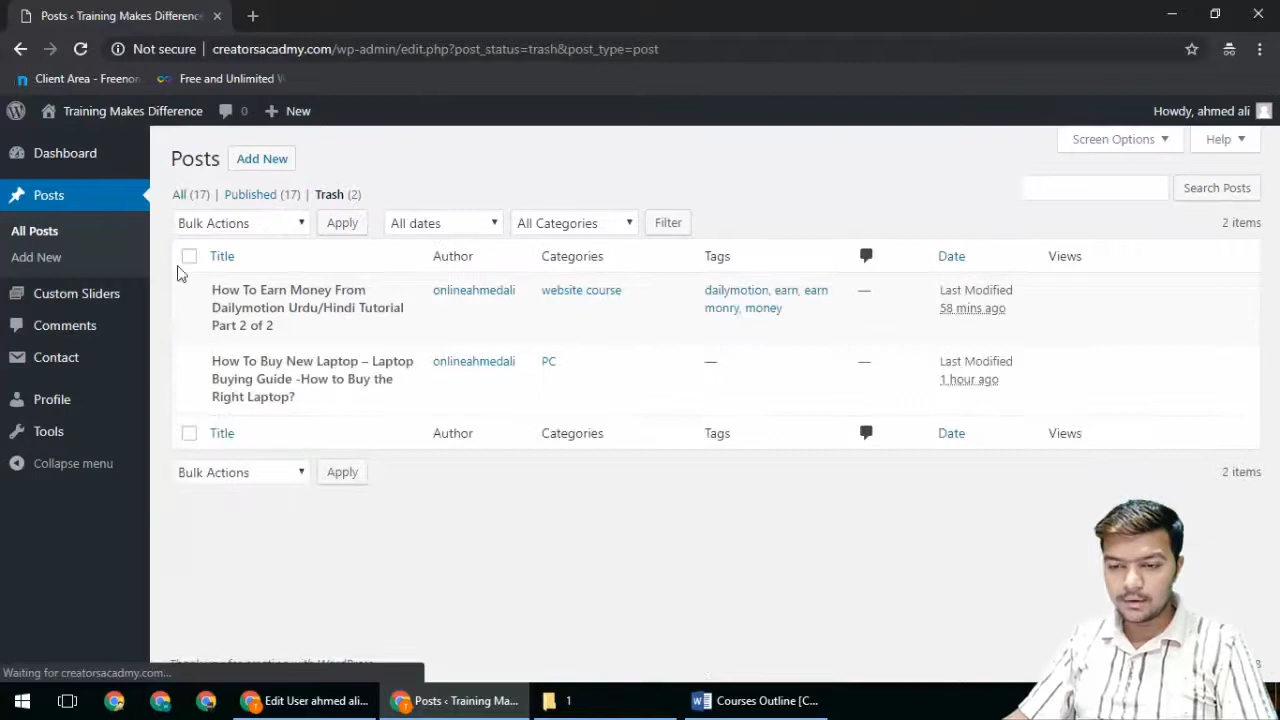 Posts ‹ Training Makes Difference
Not secure | creatorsacadmy.com/wp-admin/edit.php?post_status=trash&post_type=post
Client Area - Freenon
Free and Unlimited W
Training Makes Difference
0
New
Howdy, ahmed ali
Dashboard
Posts
All Posts
Add New
Custom Sliders
Comments
Contact
Profile
Tools
Collapse menu
Screen Options
Help
Posts
Add New
All (17) | Published (17) | Trash (2)
Search Posts
Bulk Actions
Apply
All dates
All Categories
Filter
2 items
Title
Author
Categories
Tags
Date
Views
How To Earn Money From
Dailymotion Urdu/Hindi Tutorial
Part 2 of 2
onlineahmedali
website course
dailymotion, earn, earn
monry, money
—
Last Modified
58 mins ago
How To Buy New Laptop – Laptop
Buying Guide -How to Buy the
Right Laptop?
onlineahmedali
PC
—
—
Last Modified
1 hour ago
Title
Author
Categories
Tags
Date
Views
Bulk Actions
Apply
2 items
Waiting for creatorsacadmy.com...
Edit User ahmed ali...
Posts ‹ Training Ma...
1
Courses Outline [C...